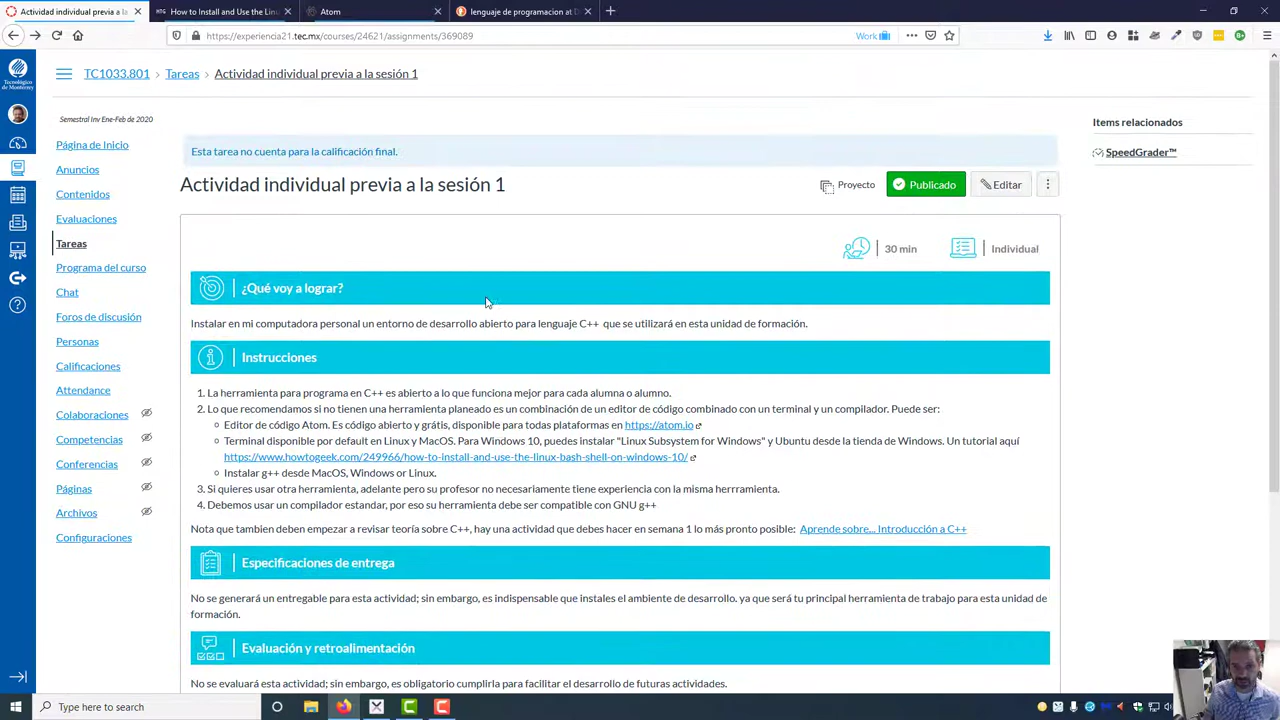 Actividad individual previa a la
How to Install and Use the Linu
Atom
lenguaje de programacion at D
https://experiencia21.tec.mx/courses/24621/assignments/369089
Work
Tecnológico
de Monterrey
TC1033.801 › Tareas › Actividad individual previa a la sesión 1
Semestral Inv Ene-Feb de 2020
Página de Inicio
Anuncios
Contenidos
Evaluaciones
Tareas
Programa del curso
Chat
Foros de discusión
Personas
Calificaciones
Attendance
Colaboraciones
Competencias
Conferencias
Páginas
Archivos
Configuraciones
Esta tarea no cuenta para la calificación final.
Actividad individual previa a la sesión 1
Proyecto
Publicado
Editar
30 min
Individual
¿Qué voy a lograr?
Instalar en mi computadora personal un entorno de desarrollo abierto para lenguaje C++ que se utilizará en esta unidad de formación.
Instrucciones
1. La herramienta para programa en C++ es abierto a lo que funciona mejor para cada alumna o alumno.
2. Lo que recomendamos si no tienen una herramienta planeado es un combinación de un editor de código combinado con un terminal y un compilador. Puede ser:
Editor de código Atom. Es código abierto y grátis, disponible para todas plataformas en https://atom.io
Terminal disponible por default en Linux y MacOS. Para Windows 10, puedes instalar "Linux Subsystem for Windows" y Ubuntu desde la tienda de Windows. Un tutorial aquí
https://www.howtogeek.com/249966/how-to-install-and-use-the-linux-bash-shell-on-windows-10/
Instalar g++ desde MacOS, Windows or Linux.
3. Si quieres usar otra herramienta, adelante pero su profesor no necesariamente tiene experiencia con la misma herrramienta.
4. Debemos usar un compilador estandar, por eso su herramienta debe ser compatible con GNU g++
Nota que tambien deben empezar a revisar teoría sobre C++, hay una actividad que debes hacer en semana 1 lo más pronto posible: Aprende sobre... Introducción a C++
Especificaciones de entrega
No se generará un entregable para esta actividad; sin embargo, es indispensable que instales el ambiente de desarrollo. ya que será tu principal herramienta de trabajo para esta unidad de
formación.
Evaluación y retroalimentación
No se evaluará esta actividad; sin embargo, es obligatorio cumplirla para facilitar el desarrollo de futuras actividades.
Items relacionados
SpeedGrader™
Type here to search